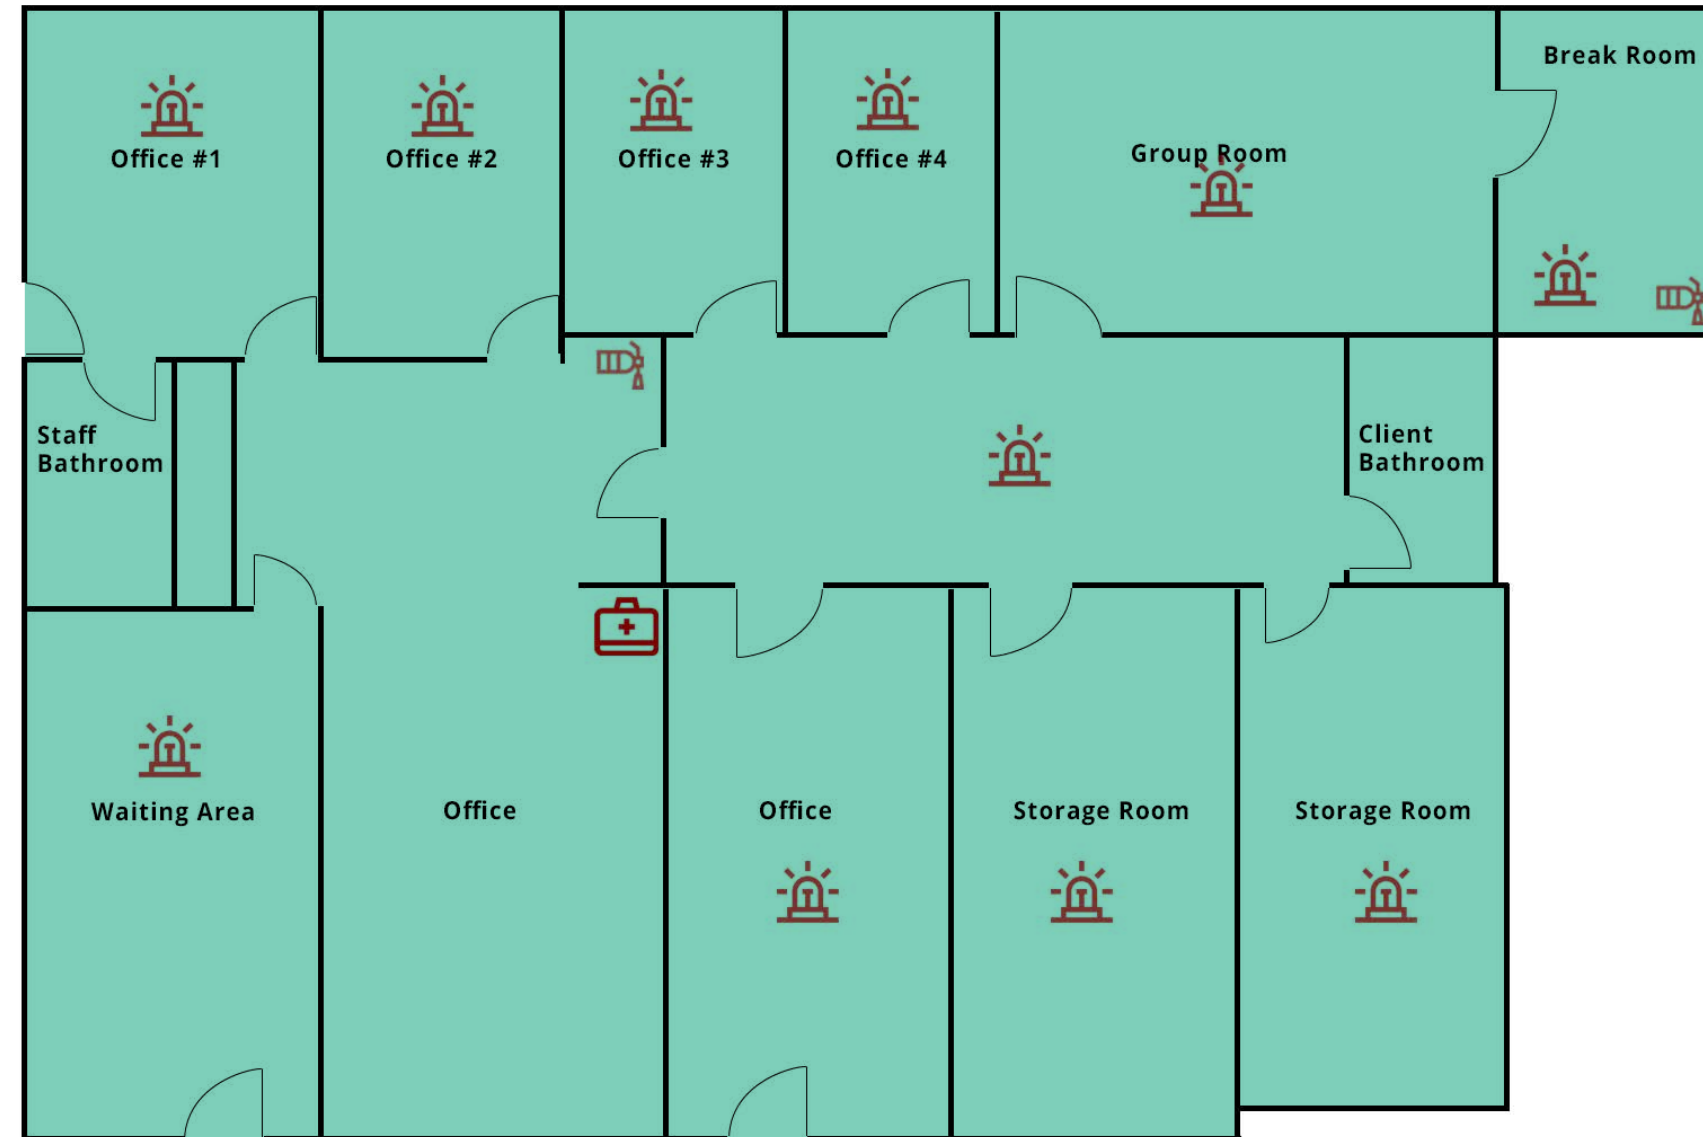 Break Room
Office #1
Office #2
Office #3
Office #4
Group Room
Staff
Bathroom
Client
Bathroom
Waiting Area
Office
Office
Storage Room
Storage Room